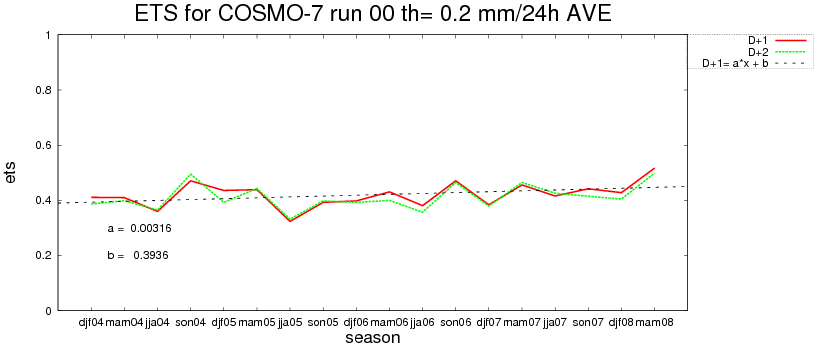 ETS for COSMO-7 run 00 th= 0.2 mm/24h AVE
D+1
D+2
D+1= a*x + b
1
0.8
0.6
0.4
0.2
0
ets
a = 0.00316
b = 0.3936
djf04 mam04 jja04 son04 djf05 mam05 jja05 son05 djf06 mam06 jja06 son06 djf07 mam07 jja07 son07 djf08 mam08
season